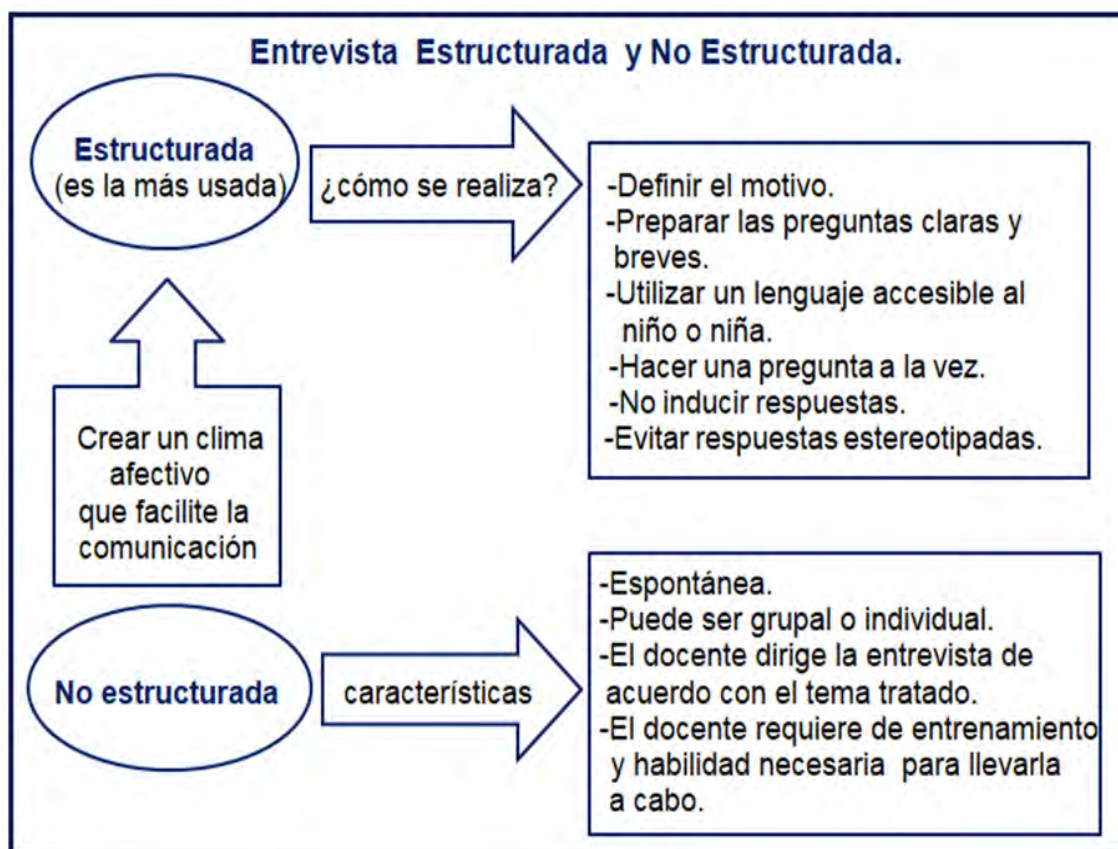 Entrevista Estructurada y No Estructurada.
Estructurada
(es la más usada)
¿cómo se realiza?
-Definir el motivo.
-Preparar las preguntas claras y
breves.
-Utilizar un lenguaje accesible al
niño o niña.
-Hacer una pregunta a la vez.
-No inducir respuestas.
-Evitar respuestas estereotipadas.
Crear un clima
afectivo
que facilite la
comunicación
No estructurada
características
-Espontánea.
-Puede ser grupal o individual.
-El docente dirige la entrevista de
acuerdo con el tema tratado.
-El docente requiere de entrenamiento
y habilidad necesaria para llevarla
a cabo.